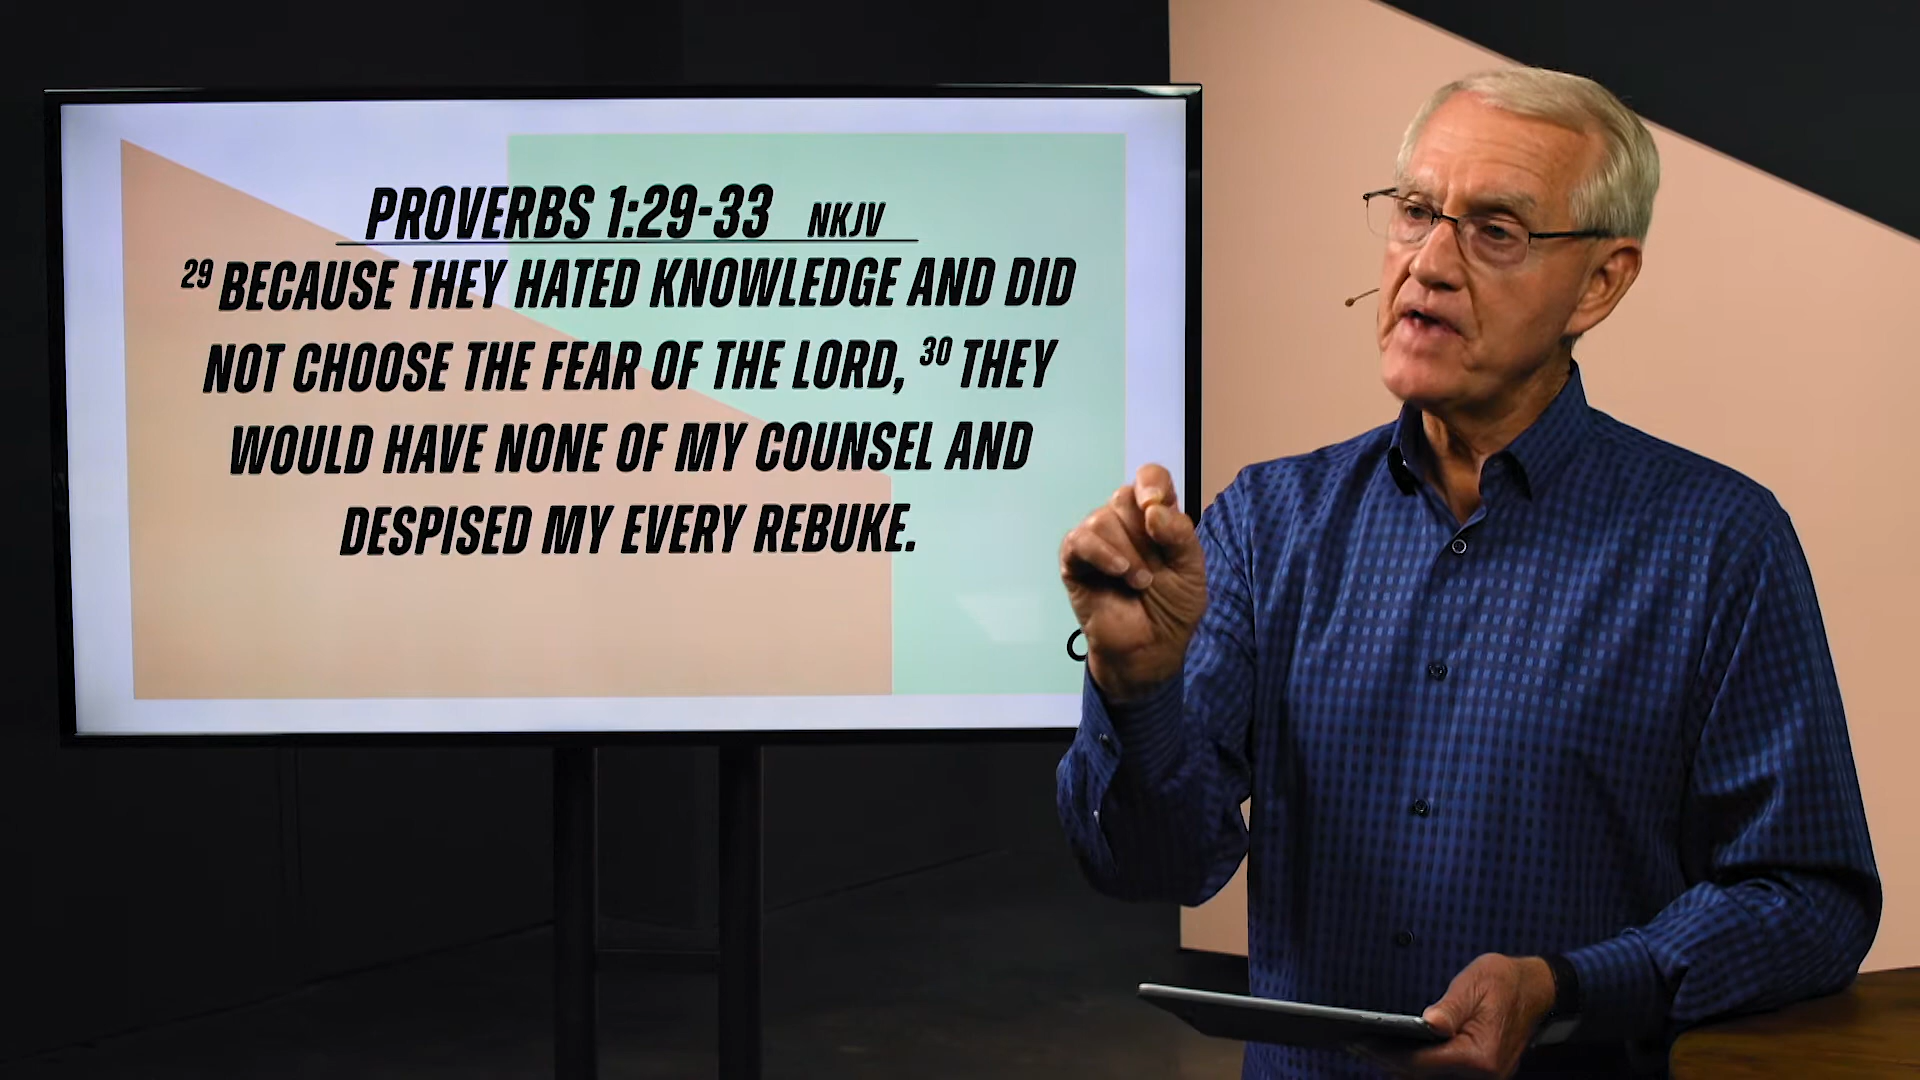 PROVERBS 1:29-33 NKJV
29 BECAUSE THEY HATED KNOWLEDGE AND DID
NOT CHOOSE THE FEAR OF THE LORD, 30 THEY
WOULD HAVE NONE OF MY COUNSEL AND
DESPISED MY EVERY REBUKE.